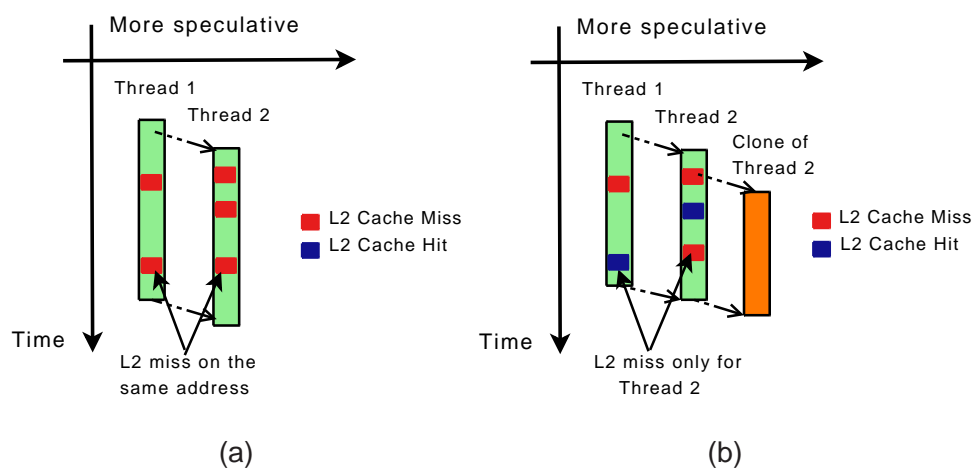 More speculative
Thread 1
Thread 2
L2 Cache Miss
L2 Cache Hit
Time
L2 miss on the
same address
(a)
More speculative
Thread 1
Thread 2
Clone of
Thread 2
L2 Cache Miss
L2 Cache Hit
Time
L2 miss only for
Thread 2
(b)